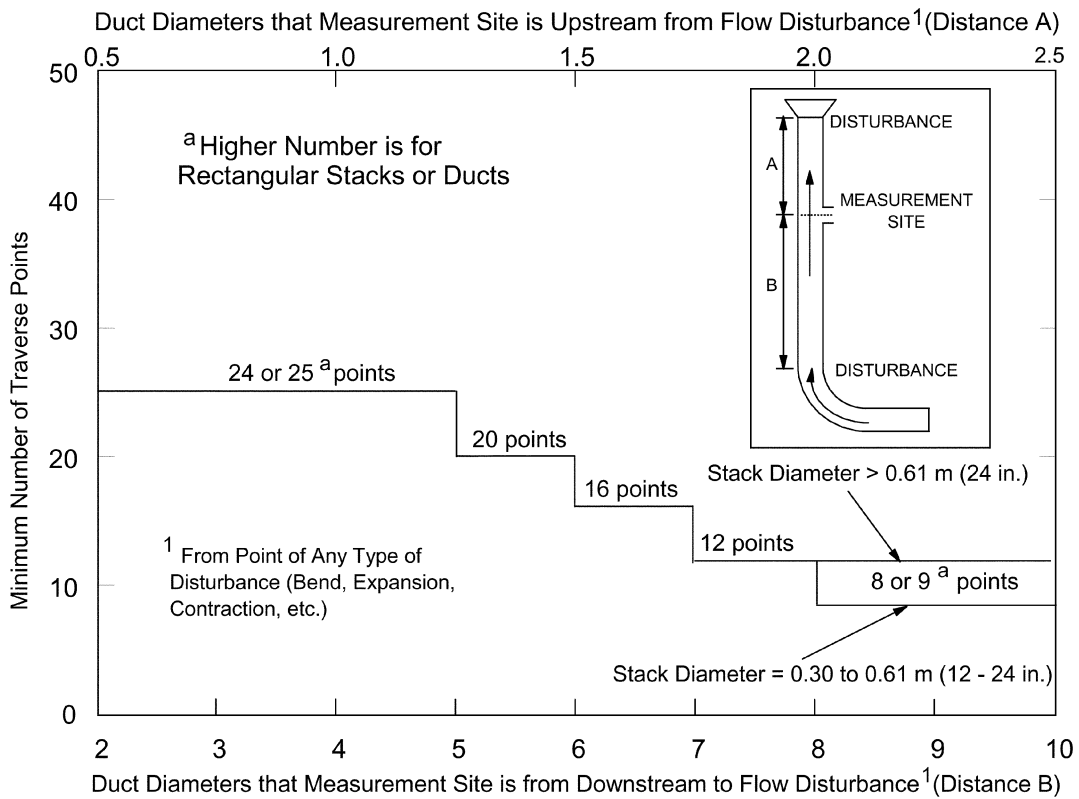 Duct Diameters that Measurement Site is Upstream from Flow Disturbance1(Distance A)
0.5 1.0 1.5 2.0 2.5
50
40
30
20
10
0
Minimum Number of Traverse Points
a Higher Number is for
Rectangular Stacks or Ducts
DISTURBANCE
A
MEASUREMENT
SITE
B
DISTURBANCE
24 or 25 a points
20 points
16 points
12 points
Stack Diameter > 0.61 m (24 in.)
8 or 9 a points
Stack Diameter = 0.30 to 0.61 m (12 - 24 in.)
1 From Point of Any Type of
Disturbance (Bend, Expansion,
Contraction, etc.)
2 3 4 5 6 7 8 9 10
Duct Diameters that Measurement Site is from Downstream to Flow Disturbance1(Distance B)